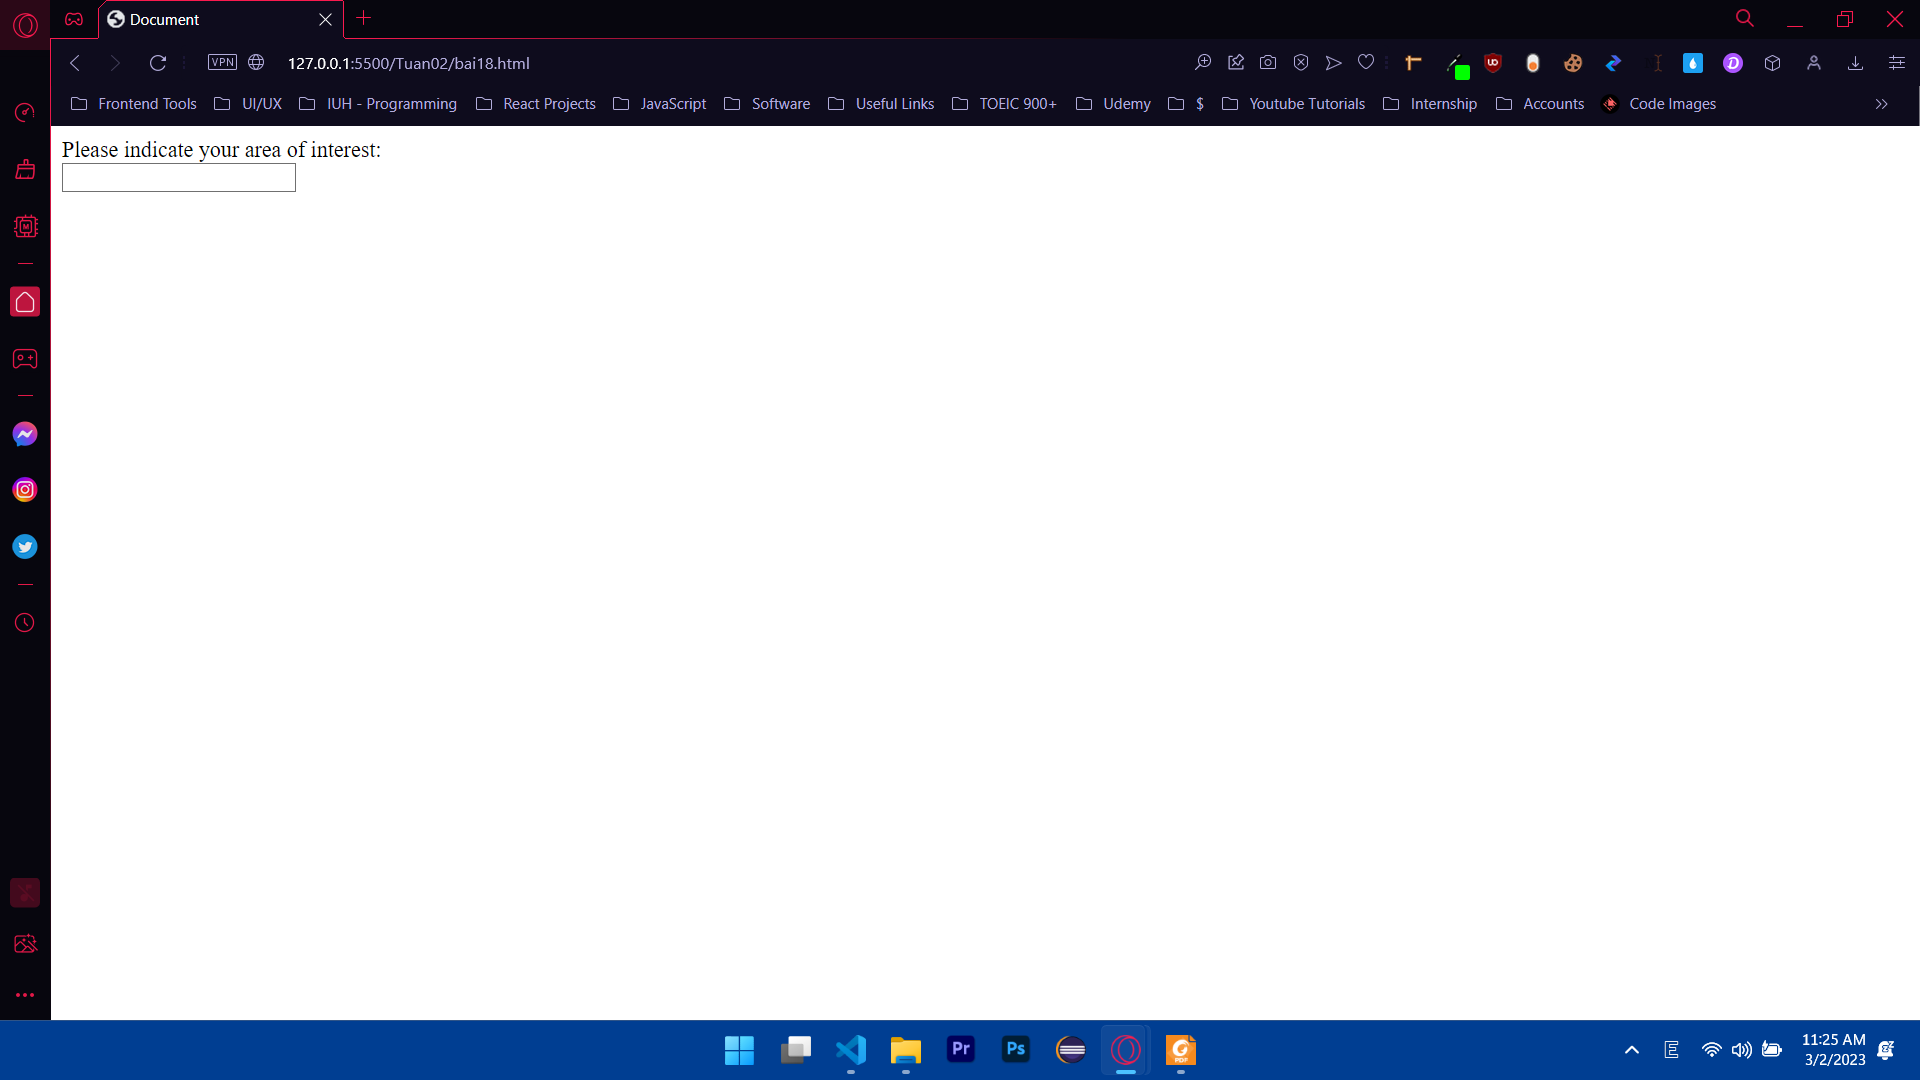 Document
VPN
127.0.0.1:5500/Tuan02/bai18.html
Frontend Tools UI/UX IUH - Programming React Projects JavaScript Software Useful Links TOEIC 900+ Udemy $ Youtube Tutorials Internship Accounts Code Images
Please indicate your area of interest:
Pr Ps PDF E 11:25 AM
3/2/2023